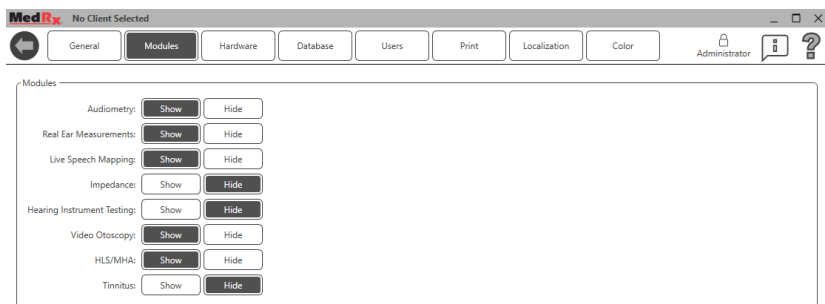 MedRx No Client Selected
General Modules Hardware Database Users Print Localization Color Administrator
Modules
Audiometry: Show Hide
Real Ear Measurements: Show Hide
Live Speech Mapping: Show Hide
Impedance: Show Hide
Hearing Instrument Testing: Show Hide
Video Otoscopy: Show Hide
HLS/MHA: Show Hide
Tinnitus: Show Hide